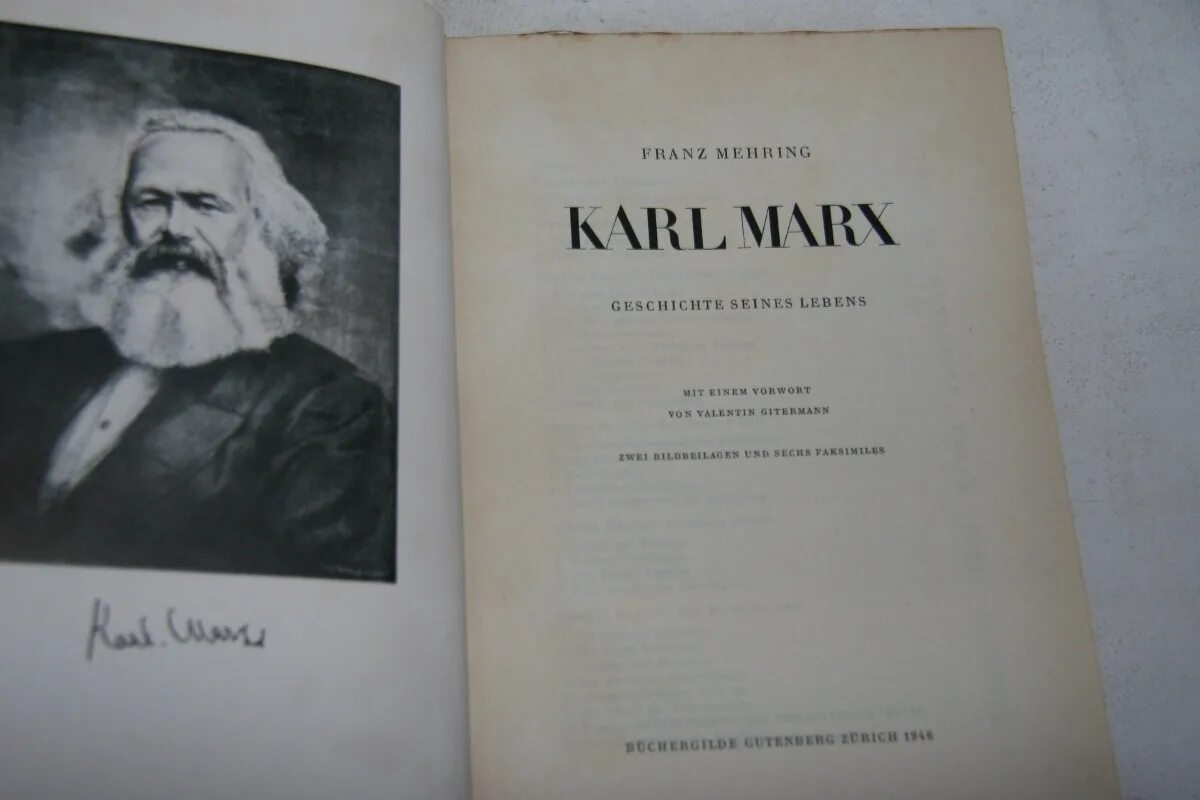 Karl Marx
FRANZ MEHRING
KARL MARX
GESCHICHTE SEINES LEBENS
MIT EINEM VORWORT
VON VALENTIN GITERMANN
ZWEI BILDBEILAGEN UND SECHS FAKSIMILES
BÜCHERGILDE GUTENBERG ZÜRICH 1946